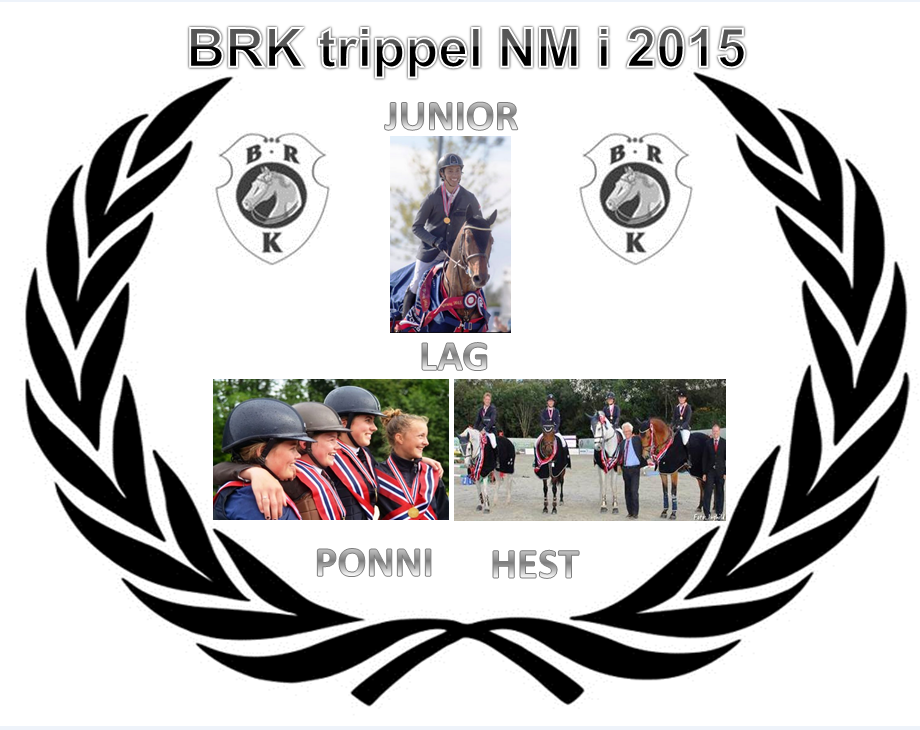 BRK trippel NM i 2015
JUNIOR
B R
K
B R
K
LAG
PONNI
HEST